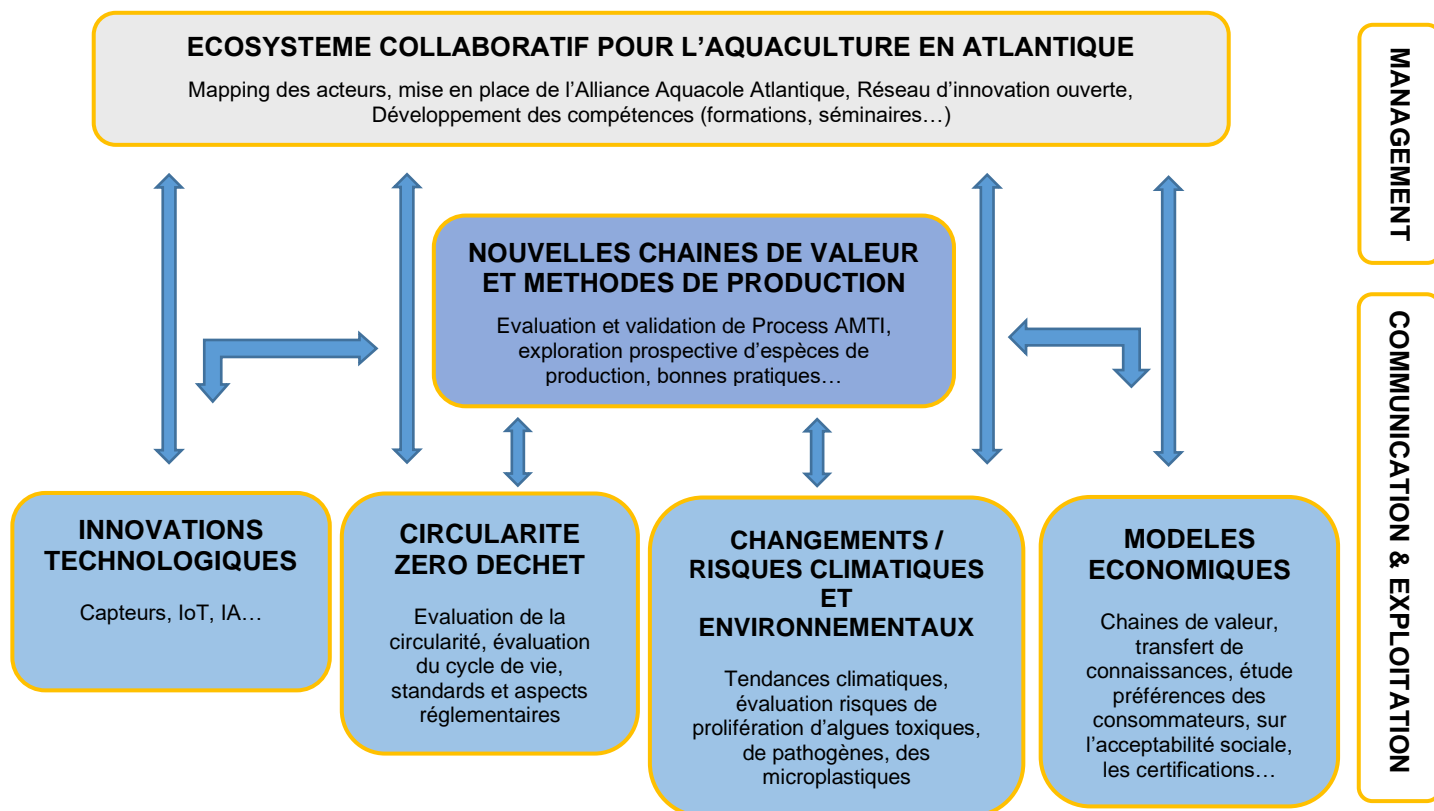 ECOSYSTEME COLLABORATIF POUR L'AQUACULTURE EN ATLANTIQUE
Mapping des acteurs, mise en place de l'Alliance Aquacole Atlantique, Réseau d'innovation ouverte,
Développement des compétences (formations, séminaires…)
MANAGEMENT
NOUVELLES CHAINES DE VALEUR
ET METHODES DE PRODUCTION
Evaluation et validation de Process AMTI,
exploration prospective d'espèces de
production, bonnes pratiques…
COMMUNICATION & EXPLOITATION
INNOVATIONS
TECHNOLOGIQUES
Capteurs, IoT, IA…
CIRCULARITE
ZERO DECHET
Evaluation de la
circularité, évaluation
du cycle de vie,
standards et aspects
réglementaires
CHANGEMENTS /
RISQUES CLIMATIQUES
ET
ENVIRONNEMENTAUX
Tendances climatiques,
évaluation risques de
prolifération d'algues toxiques,
de pathogènes, des
microplastiques
MODELES
ECONOMIQUES
Chaines de valeur,
transfert de
connaissances, étude
préférences des
consommateurs, sur
l'acceptabilité sociale,
les certifications…